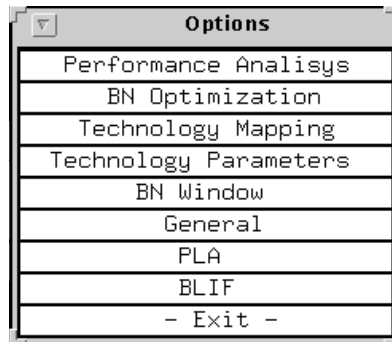 Options
Performance Analisys
BN Optimization
Technology Mapping
Technology Parameters
BN Window
General
PLA
BLIF
- Exit -